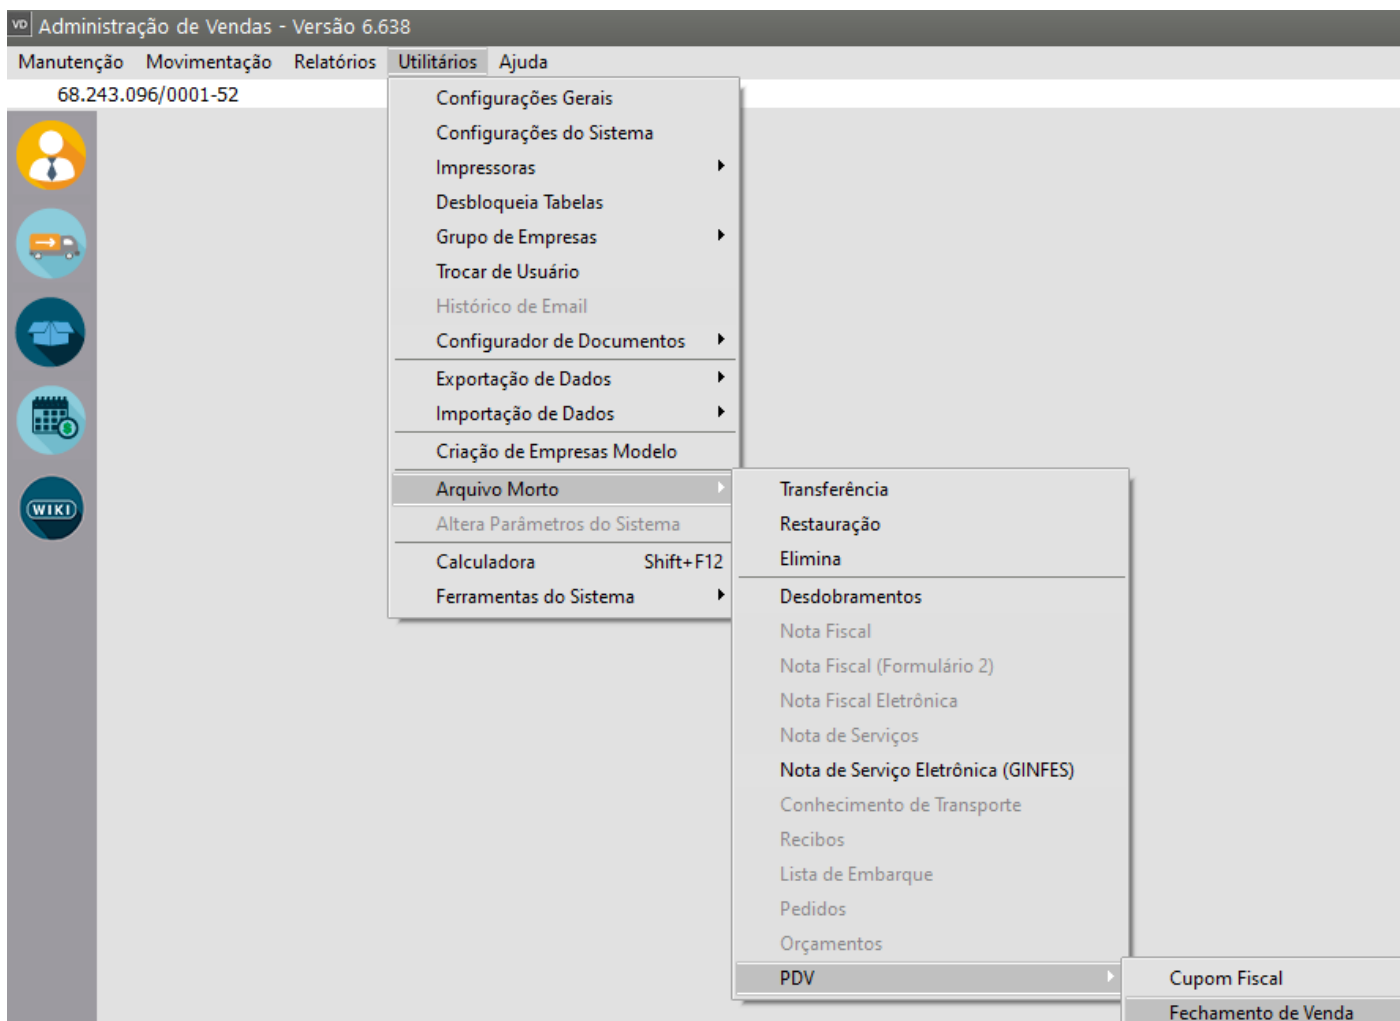 VD Administração de Vendas - Versão 6.638
Manutenção Movimentação Relatórios Utilitários Ajuda
68.243.096/0001-52
Configurações Gerais
Configurações do Sistema
Impressoras
Desbloqueia Tabelas
Grupo de Empresas
Trocar de Usuário
Histórico de Email
Configurador de Documentos
Exportação de Dados
Importação de Dados
Criação de Empresas Modelo
Arquivo Morto
Altera Parâmetros do Sistema
Calculadora Shift+F12
Ferramentas do Sistema
WIKI
Transferência
Restauração
Elimina
Desdobramentos
Nota Fiscal
Nota Fiscal (Formulário 2)
Nota Fiscal Eletrônica
Nota de Serviços
Nota de Serviço Eletrônica (GINFES)
Conhecimento de Transporte
Recibos
Lista de Embarque
Pedidos
Orçamentos
PDV
Cupom Fiscal
Fechamento de Venda